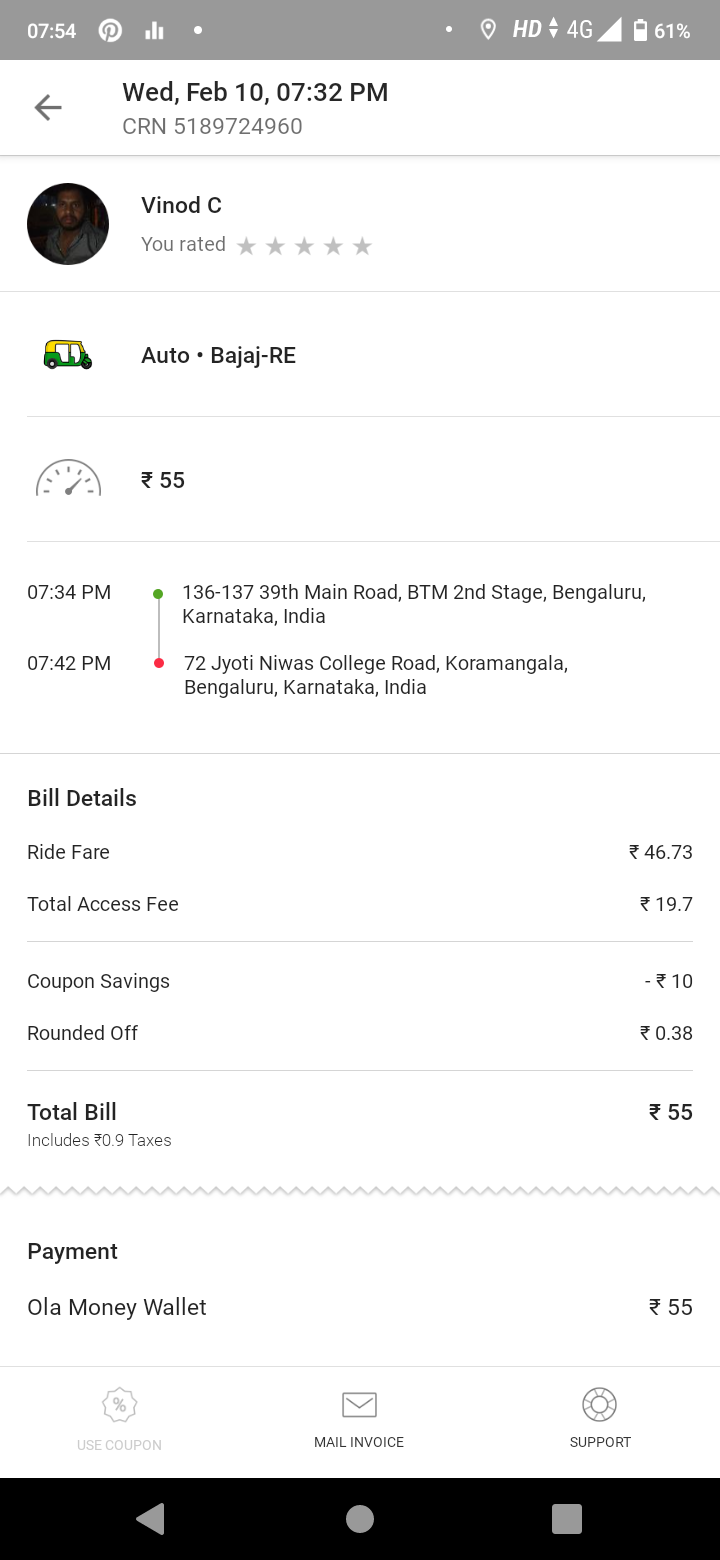 07:54 HD 4G 61%
Wed, Feb 10, 07:32 PM
CRN 5189724960
Vinod C
You rated
Auto • Bajaj-RE
₹ 55
07:34 PM 136-137 39th Main Road, BTM 2nd Stage, Bengaluru,
Karnataka, India
07:42 PM 72 Jyoti Niwas College Road, Koramangala,
Bengaluru, Karnataka, India
Bill Details
Ride Fare ₹ 46.73
Total Access Fee ₹ 19.7
Coupon Savings - ₹ 10
Rounded Off ₹ 0.38
Total Bill ₹ 55
Includes ₹0.9 Taxes
Payment
Ola Money Wallet ₹ 55
%
USE COUPON MAIL INVOICE SUPPORT